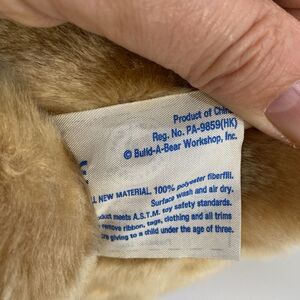 Product of China
Reg. No. PA-9859(HK)
© Build-A-Bear Workshop, Inc.
NEW MATERIAL, 100% polyester fiberfill.
Surface wash and air dry.
meets A.S.T.M. toy safety standards.
remove ribbon, tags, clothing and all trims
giving to a child under the age of three.